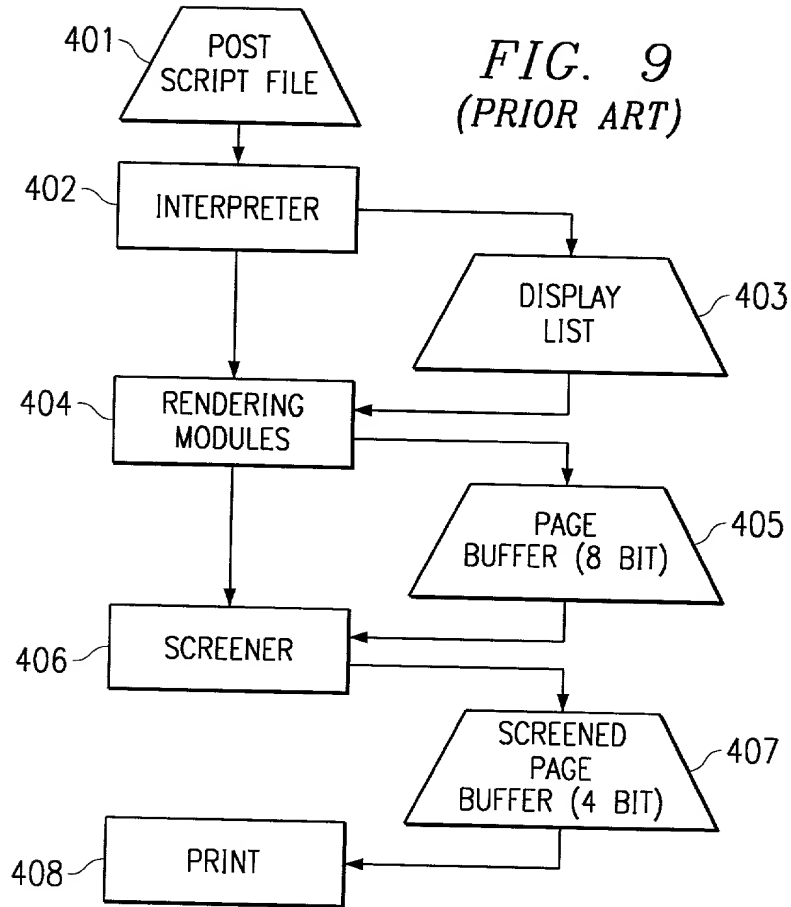 401
POST
SCRIPT FILE
FIG. 9
(PRIOR ART)
402
INTERPRETER
DISPLAY
LIST
403
404
RENDERING
MODULES
PAGE
BUFFER (8 BIT)
405
406
SCREENER
SCREENED
PAGE
BUFFER (4 BIT)
407
408
PRINT